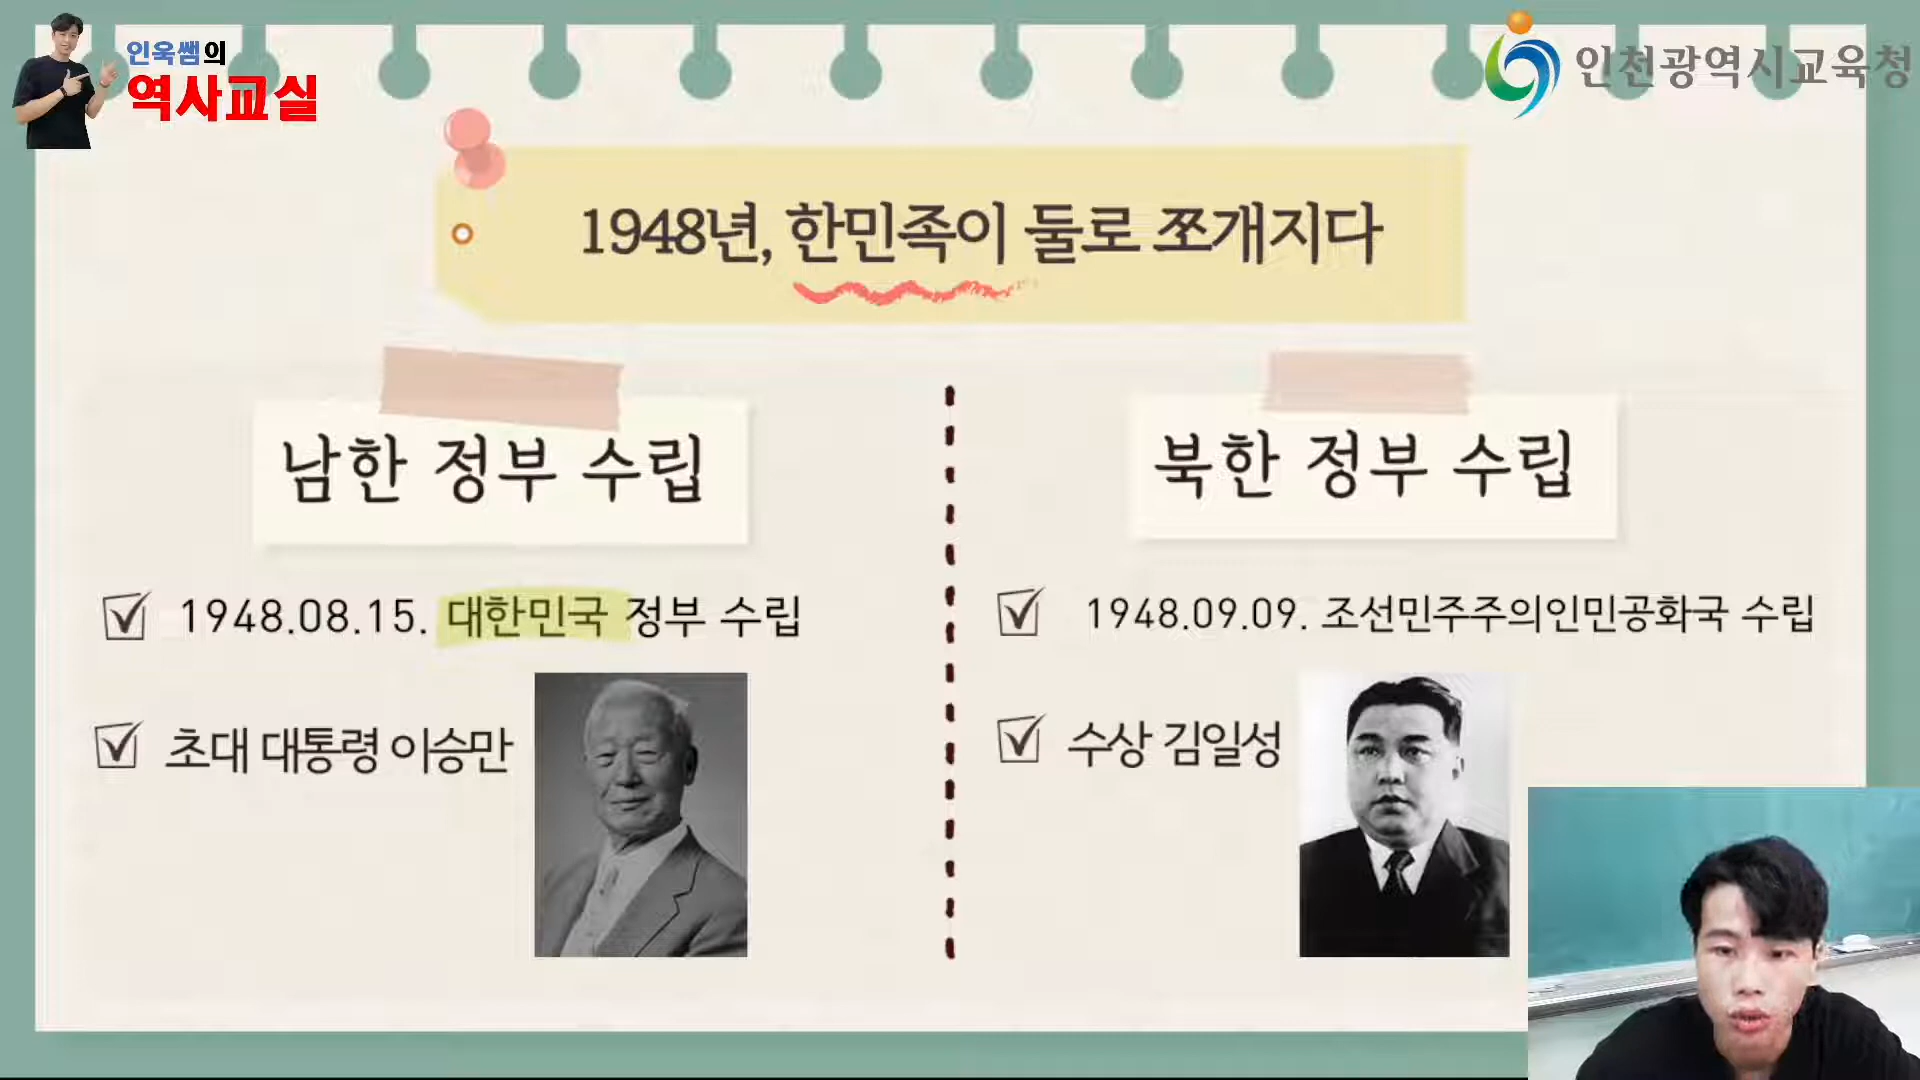 인욱쌤의
역사교실
인천광역시교육청
1948년, 한민족이 둘로 쪼개지다
남한 정부 수립
1948.08.15. 대한민국 정부 수립
초대 대통령 이승만
북한 정부 수립
1948.09.09. 조선민주주의인민공화국 수립
수상 김일성